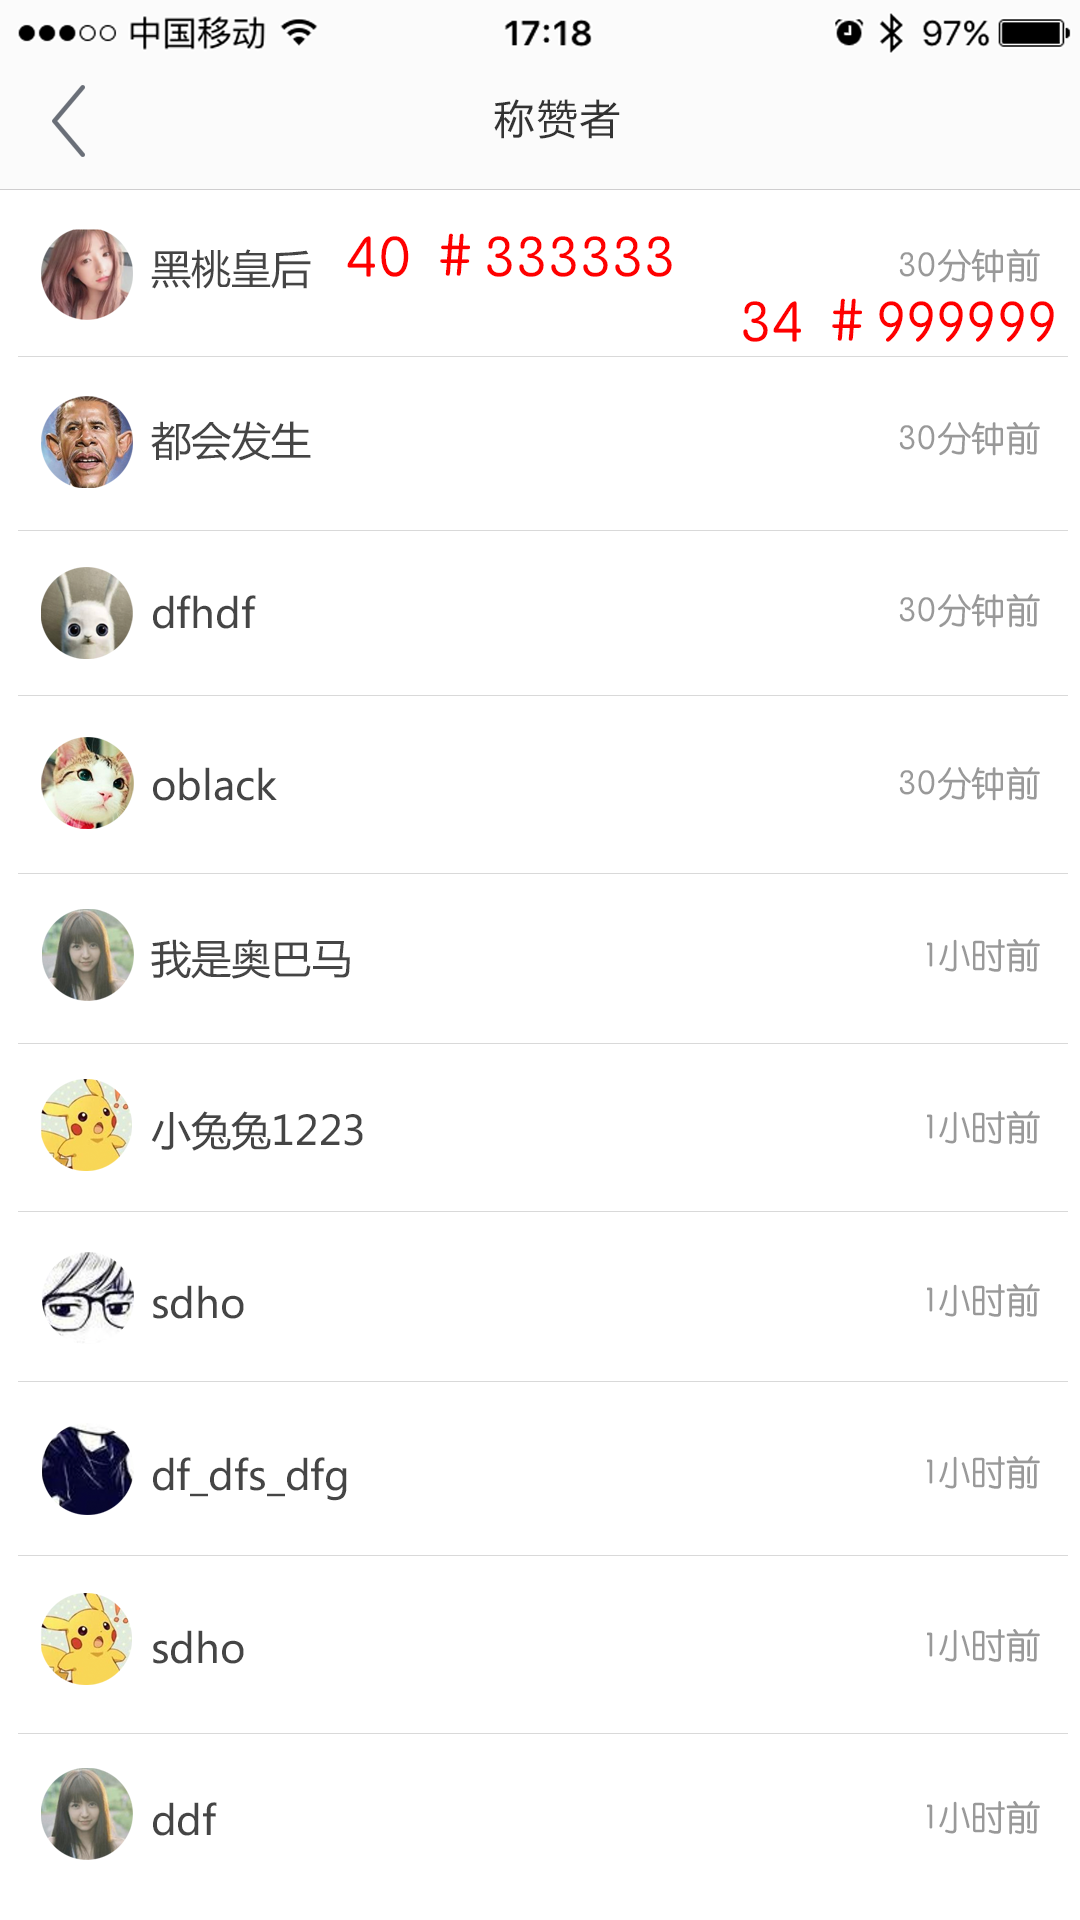 中国移动 17:18 97%
称赞者
黑桃皇后 40 #333333 30分钟前
34 #999999
都会发生 30分钟前
dfhdf 30分钟前
oblack 30分钟前
我是奥巴马 1小时前
小兔兔1223 1小时前
sdho 1小时前
df_dfs_dfg 1小时前
sdho 1小时前
ddf 1小时前